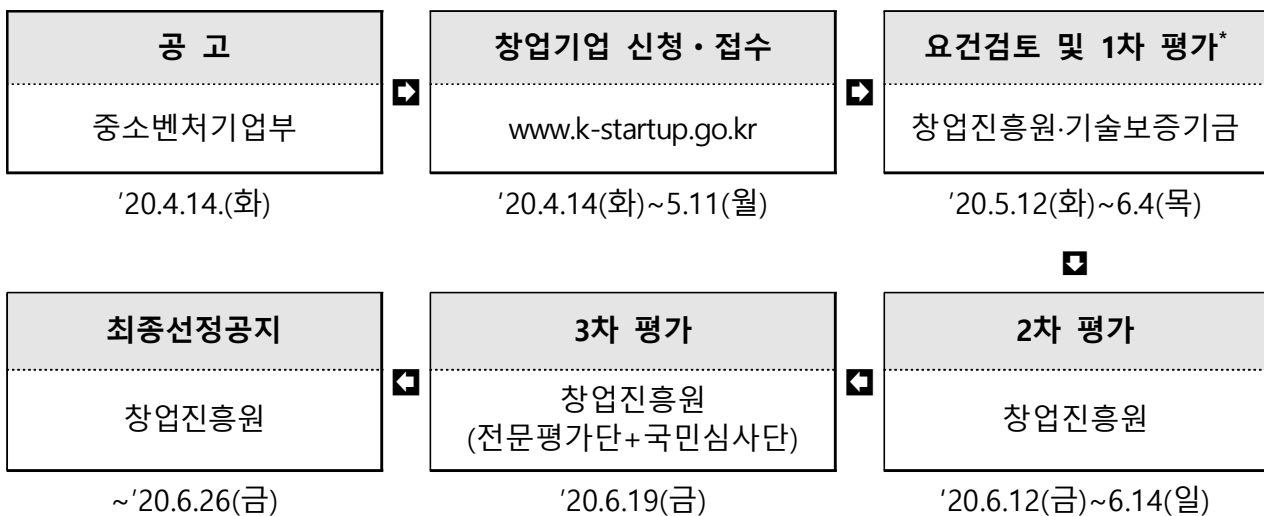 공 고
중소벤처기업부
'20.4.14.(화)
창업기업 신청·접수
www.k-startup.go.kr
'20.4.14(화)~5.11(월)
요건검토 및 1차 평가*
창업진흥원·기술보증기금
'20.5.12(화)~6.4(목)
2차 평가
창업진흥원
'20.6.12(금)~6.14(일)
3차 평가
창업진흥원
(전문평가단+국민심사단)
'20.6.19(금)
최종선정공지
창업진흥원
~'20.6.26(금)